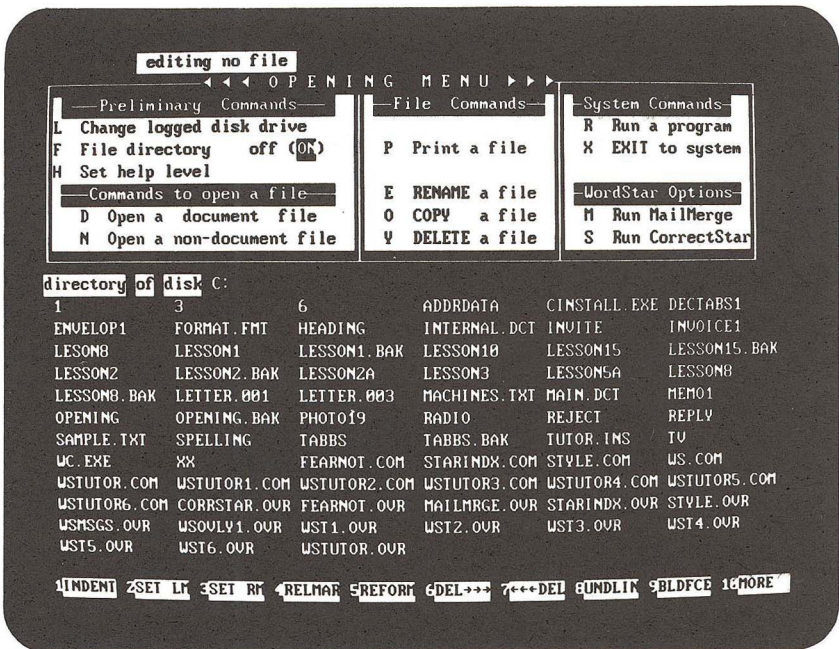 editing no file
◄ ◄ ◄ O P E N I N G   M E N U ► ► ►
Preliminary Commands
L Change logged disk drive
F File directory off (ON)
H Set help level
Commands to open a file
D Open a document file
N Open a non-document file
File Commands
P Print a file
E RENAME a file
O COPY a file
Y DELETE a file
System Commands
R Run a program
X EXIT to system
WordStar Options
M Run MailMerge
S Run CorrectStar
directory of disk C:
1 3 6 ADDRDATA CINSTALL.EXE DECTABS1
ENVELOP1 FORMAT.FMT HEADING INTERNAL.DCT INVITE INVOICE1
LESON8 LESSON1 LESSON1.BAK LESSON10 LESSON15 LESSON15.BAK
LESSON2 LESSON2.BAK LESSON2A LESSON3 LESSON5A LESSON8
LESSON8.BAK LETTER.001 LETTER.003 MACHINES.TXT MAIN.DCT MEMO1
OPENING OPENING.BAK PHOTO19 RADIO REJECT REPLY
SAMPLE.TXT SPELLING TABBS TABBS.BAK TUTOR.INS TV
WC.EXE XX FEARNOT.COM STARINDX.COM STYLE.COM WS.COM
WSTUTOR.COM WSTUTOR1.COM WSTUTOR2.COM WSTUTOR3.COM WSTUTOR4.COM WSTUTOR5.COM
WSTUTOR6.COM CORRSTAR.OVR FEARNOT.OVR MAILMRGE.OVR STARINDX.OVR STYLE.OVR
WSMSGS.OVR WSOVLY1.OVR WST1.OVR WST2.OVR WST3.OVR WST4.OVR
WST5.OVR WST6.OVR WSTUTOR.OVR
1INDENT 2SET LM 3SET RM 4RELMAR 5REFORM 6DEL→→→ 7←←←DEL 8UNDLIN 9BLDFCE 10MORE